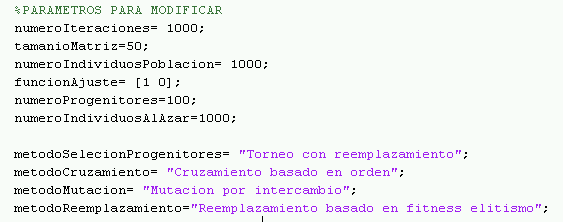 %PARAMETROS PARA MODIFICAR
numeroIteraciones= 1000;
tamanioMatriz=50;
numeroIndividuosPoblacion= 1000;
funcionAjuste= [1 0];
numeroProgenitores=100;
numeroIndividuosAlAzar=1000;
metodoSelecionProgenitores= "Torneo con reemplazamiento";
metodoCruzamiento= "Cruzamiento basado en orden";
metodoMutacion= "Mutacion por intercambio";
metodoReemplazamiento="Reemplazamiento basado en fitness elitismo";